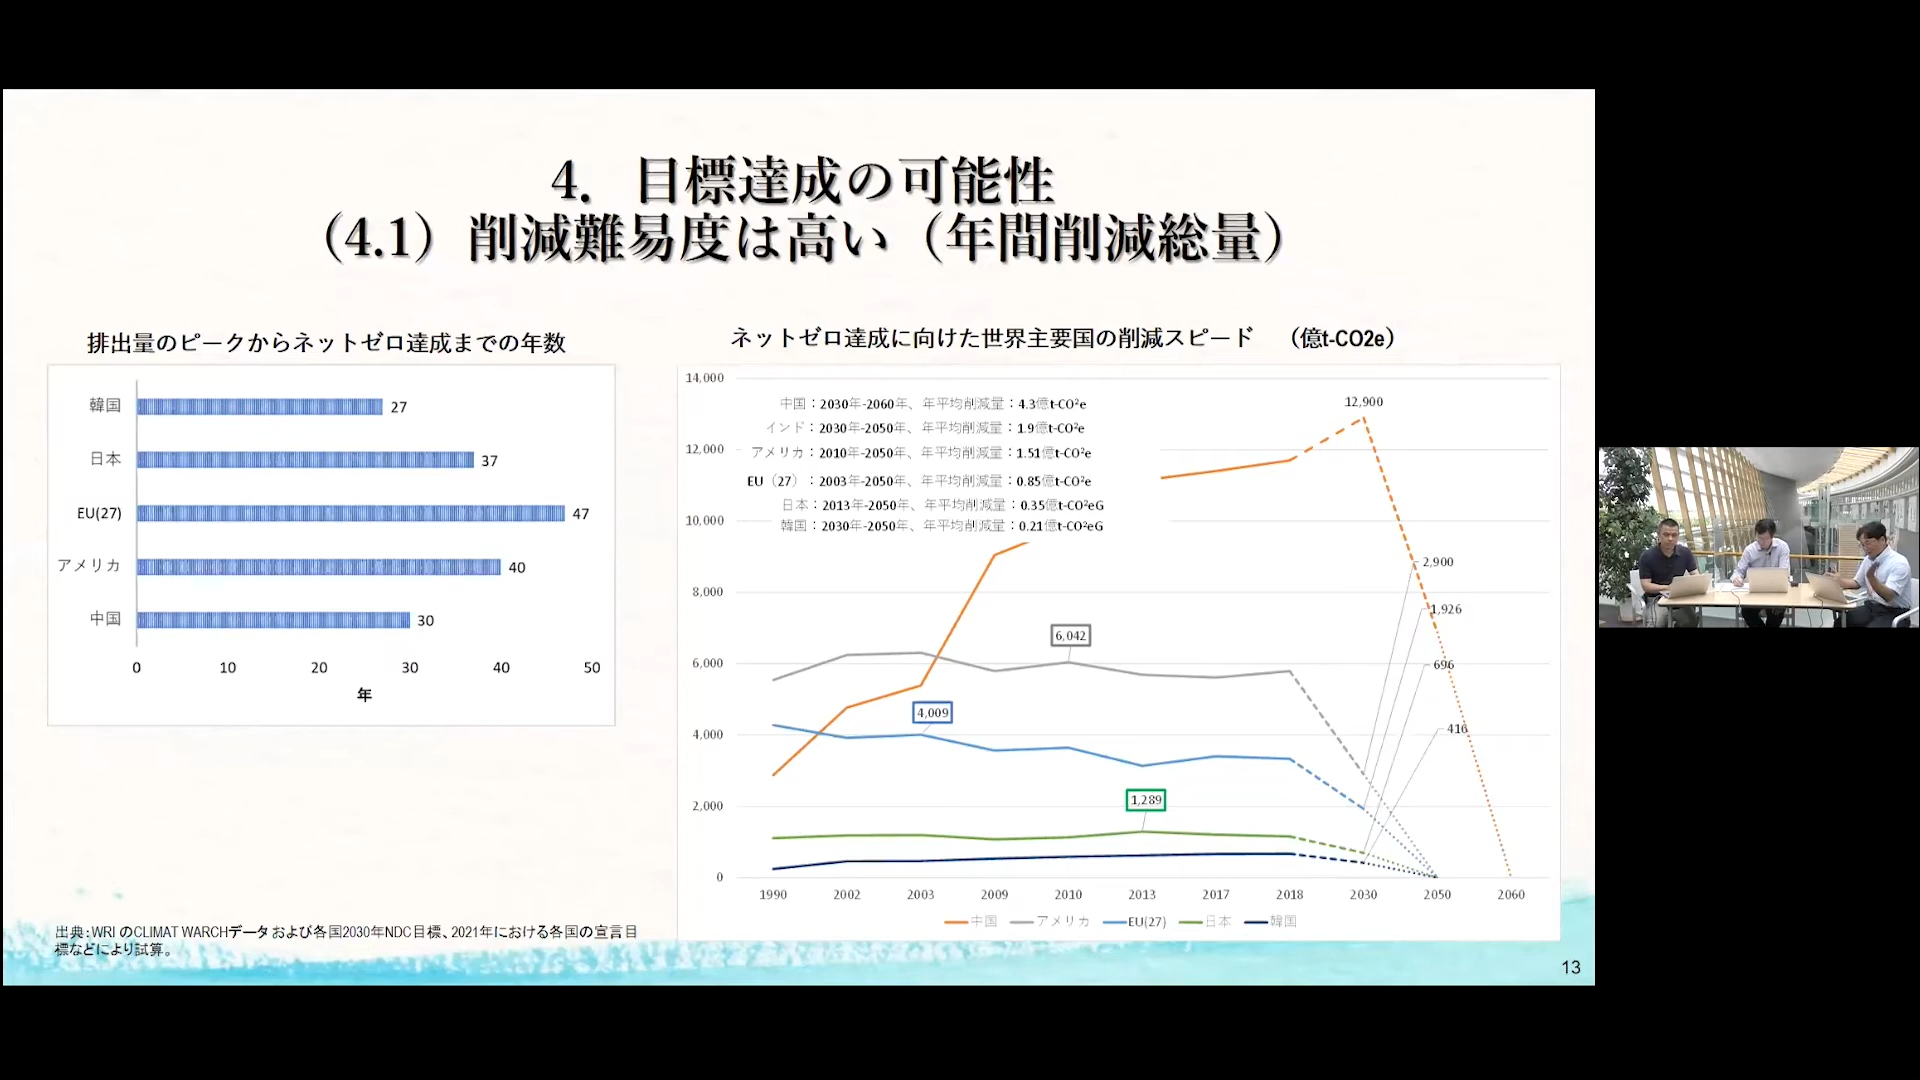 4. 目標達成の可能性
（4.1）削減難易度は高い（年間削減総量）
排出量のピークからネットゼロ達成までの年数
韓国
27
日本
37
EU(27)
47
アメリカ
40
中国
30
0 10 20 30 40 50
年
出典：WRI のCLIMAT WARCHデータおよび各国2030年NDC目標、2021年における各国の宣言目
標などにより試算。
ネットゼロ達成に向けた世界主要国の削減スピード （億t-CO2e）
14,000
12,000
10,000
8,000
6,000
4,000
2,000
0
中国：2030年-2060年、年平均削減量：4.3億t-CO²e
インド：2030年-2050年、年平均削減量：1.9億t-CO²e
アメリカ：2010年-2050年、年平均削減量：1.51億t-CO²e
EU（27）：2003年-2050年、年平均削減量：0.85億t-CO²e
日本：2013年-2050年、年平均削減量：0.35億t-CO²eG
韓国：2030年-2050年、年平均削減量：0.21億t-CO²eG
12,900
2,900
1,926
696
416
6,042
4,009
1,289
1990 2002 2003 2009 2010 2013 2017 2018 2030 2050 2060
中国 アメリカ EU(27) 日本 韓国
13